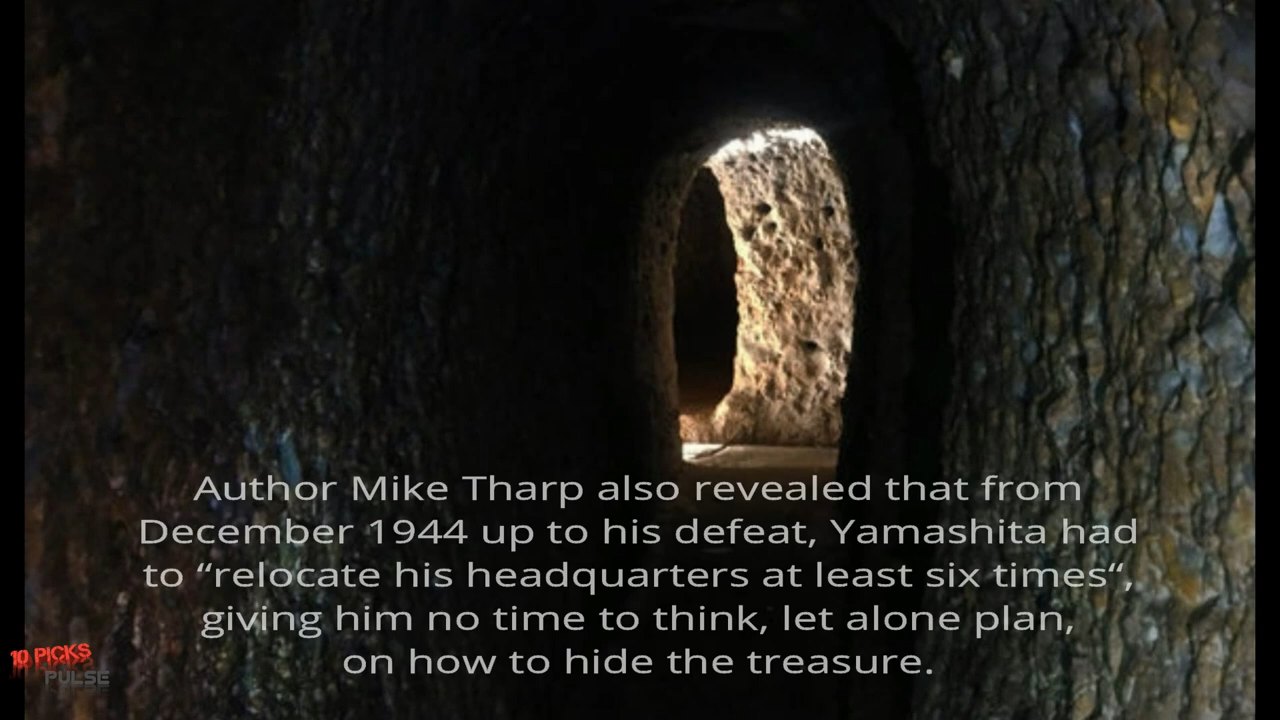 Author Mike Tharp also revealed that from
December 1944 up to his defeat, Yamashita had
to “relocate his headquarters at least six times“,
giving him no time to think, let alone plan,
on how to hide the treasure.
10 PICKS
PULSE